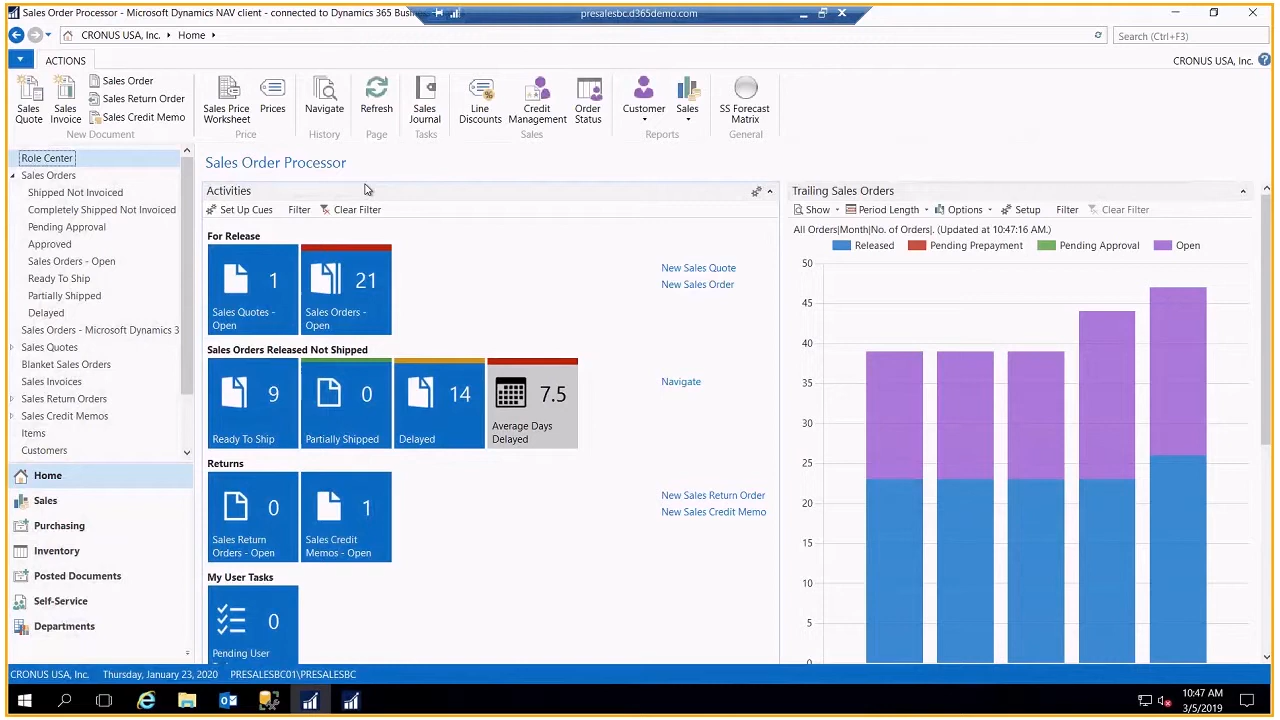 Sales Order Processor - Microsoft Dynamics NAV client - connected to Dynamics 365 Busi
presalesbc.d365demo.com
CRONUS USA, Inc.
Home
Search (Ctrl+F3)
ACTIONS
CRONUS USA, Inc.
Sales Quote
Sales Invoice
Sales Order
Sales Return Order
Sales Credit Memo
New Document
Sales Price Worksheet
Prices
Price
Navigate
History
Refresh
Page
Sales Journal
Tasks
Line Discounts
Credit Management
Order Status
Sales
Customer
Sales
Reports
SS Forecast Matrix
General
Role Center
Sales Orders
Shipped Not Invoiced
Completely Shipped Not Invoiced
Pending Approval
Approved
Sales Orders - Open
Ready To Ship
Partially Shipped
Delayed
Sales Orders - Microsoft Dynamics 3
Sales Quotes
Blanket Sales Orders
Sales Invoices
Sales Return Orders
Sales Credit Memos
Items
Customers
Home
Sales
Purchasing
Inventory
Posted Documents
Self-Service
Departments
Sales Order Processor
Activities
Set Up Cues
Filter
Clear Filter
For Release
1
Sales Quotes - Open
21
Sales Orders - Open
New Sales Quote
New Sales Order
Sales Orders Released Not Shipped
9
Ready To Ship
0
Partially Shipped
14
Delayed
7.5
Average Days Delayed
Navigate
Returns
0
Sales Return Orders - Open
1
Sales Credit Memos - Open
New Sales Return Order
New Sales Credit Memo
My User Tasks
0
Pending User
Trailing Sales Orders
Show
Period Length
Options
Setup
Filter
Clear Filter
All Orders|Month|No. of Orders|. (Updated at 10:47:16 AM.)
Released
Pending Prepayment
Pending Approval
Open
50
45
40
35
30
25
20
15
10
5
0
CRONUS USA, Inc.
Thursday, January 23, 2020
PRESALESBC01\PRESALESBC
10:47 AM
3/5/2019